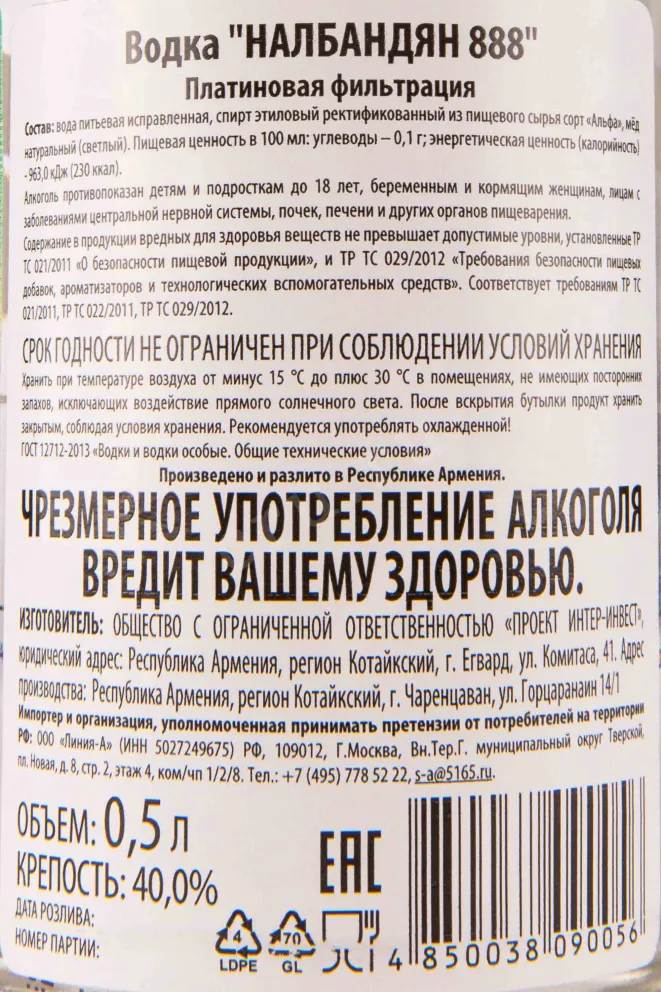 Водка "НАЛБАНДЯН 888"
Платиновая фильтрация
Состав: вода питьевая исправленная, спирт этиловый ректификованный из пищевого сырья сорт «Альфа», мёд
натуральный (светлый). Пищевая ценность в 100 мл: углеводы – 0,1 г; энергетическая ценность (калорийность)
- 963,0 кДж (230 ккал).
Алкоголь противопоказан детям и подросткам до 18 лет, беременным и кормящим женщинам, лицам с
заболеваниями центральной нервной системы, почек, печени и других органов пищеварения.
Содержание в продукции вредных для здоровья веществ не превышает допустимые уровни, установленные ТР
ТС 021/2011 «О безопасности пищевой продукции», и ТР ТС 029/2012 «Требования безопасности пищевых
добавок, ароматизаторов и технологических вспомогательных средств». Соответствует требованиям ТР ТС
021/2011, ТР ТС 022/2011, ТР ТС 029/2012.
СРОК ГОДНОСТИ НЕ ОГРАНИЧЕН ПРИ СОБЛЮДЕНИИ УСЛОВИЙ ХРАНЕНИЯ
Хранить при температуре воздуха от минус 15 °С до плюс 30 °С в помещениях, не имеющих посторонних
запахов, исключающих воздействие прямого солнечного света. После вскрытия бутылки продукт хранить
закрытым, соблюдая условия хранения. Рекомендуется употреблять охлажденной!
ГОСТ 12712-2013 «Водки и водки особые. Общие технические условия»
Произведено и разлито в Республике Армения.
ЧРЕЗМЕРНОЕ УПОТРЕБЛЕНИЕ АЛКОГОЛЯ
ВРЕДИТ ВАШЕМУ ЗДОРОВЬЮ.
ИЗГОТОВИТЕЛЬ: ОБЩЕСТВО С ОГРАНИЧЕННОЙ ОТВЕТСТВЕННОСТЬЮ «ПРОЕКТ ИНТЕР-ИНВЕСТ»,
юридический адрес: Республика Армения, регион Котайкский, г. Егвард, ул. Комитаса, 41. Адрес
производства: Республика Армения, регион Котайкский, г. Чаренцаван, ул. Горцаранаин 14/1
Импортер и организация, уполномоченная принимать претензии от потребителей на территории
РФ: ООО «Линия-А» (ИНН 5027249675) РФ, 109012, Г.Москва, Вн.Тер.Г. муниципальный округ Тверской,
пл. Новая, д. 8, стр. 2, этаж 4, ком/чп 1/2/8. Тел.: +7 (495) 778 52 22, s-a@5165.ru.
ОБЪЕМ: 0,5 л
КРЕПОСТЬ: 40,0%
ДАТА РОЗЛИВА:
НОМЕР ПАРТИИ:
EAC
4
LDPE
70
GL
4 850038 090056